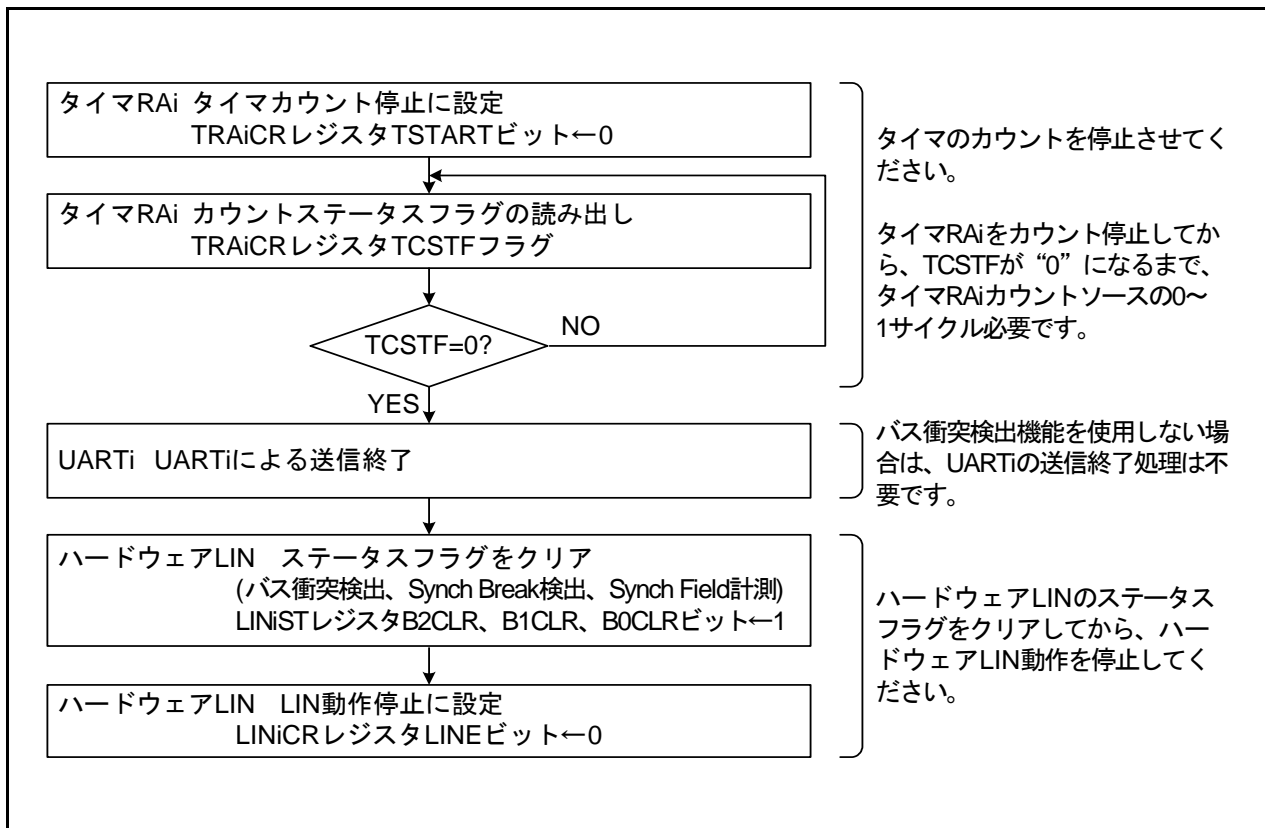 タイマRAi タイマカウント停止に設定
TRAiCRレジスタTSTARTビット←0
タイマRAi カウントステータスフラグの読み出し
TRAiCRレジスタTCSTFフラグ
TCSTF=0?
NO
YES
タイマのカウントを停止させてく
ださい。
タイマRAiをカウント停止してか
ら、TCSTFが“0”になるまで、
タイマRAiカウントソースの0～
1サイクル必要です。
UARTi UARTiによる送信終了
バス衝突検出機能を使用しない場
合は、UARTiの送信終了処理は不
要です。
ハードウェアLIN ステータスフラグをクリア
(バス衝突検出、Synch Break検出、Synch Field計測)
LINiSTレジスタB2CLR、B1CLR、B0CLRビット←1
ハードウェアLIN LIN動作停止に設定
LINiCRレジスタLINEビット←0
ハードウェアLINのステータス
フラグをクリアしてから、ハー
ドウェアLIN動作を停止してく
ださい。